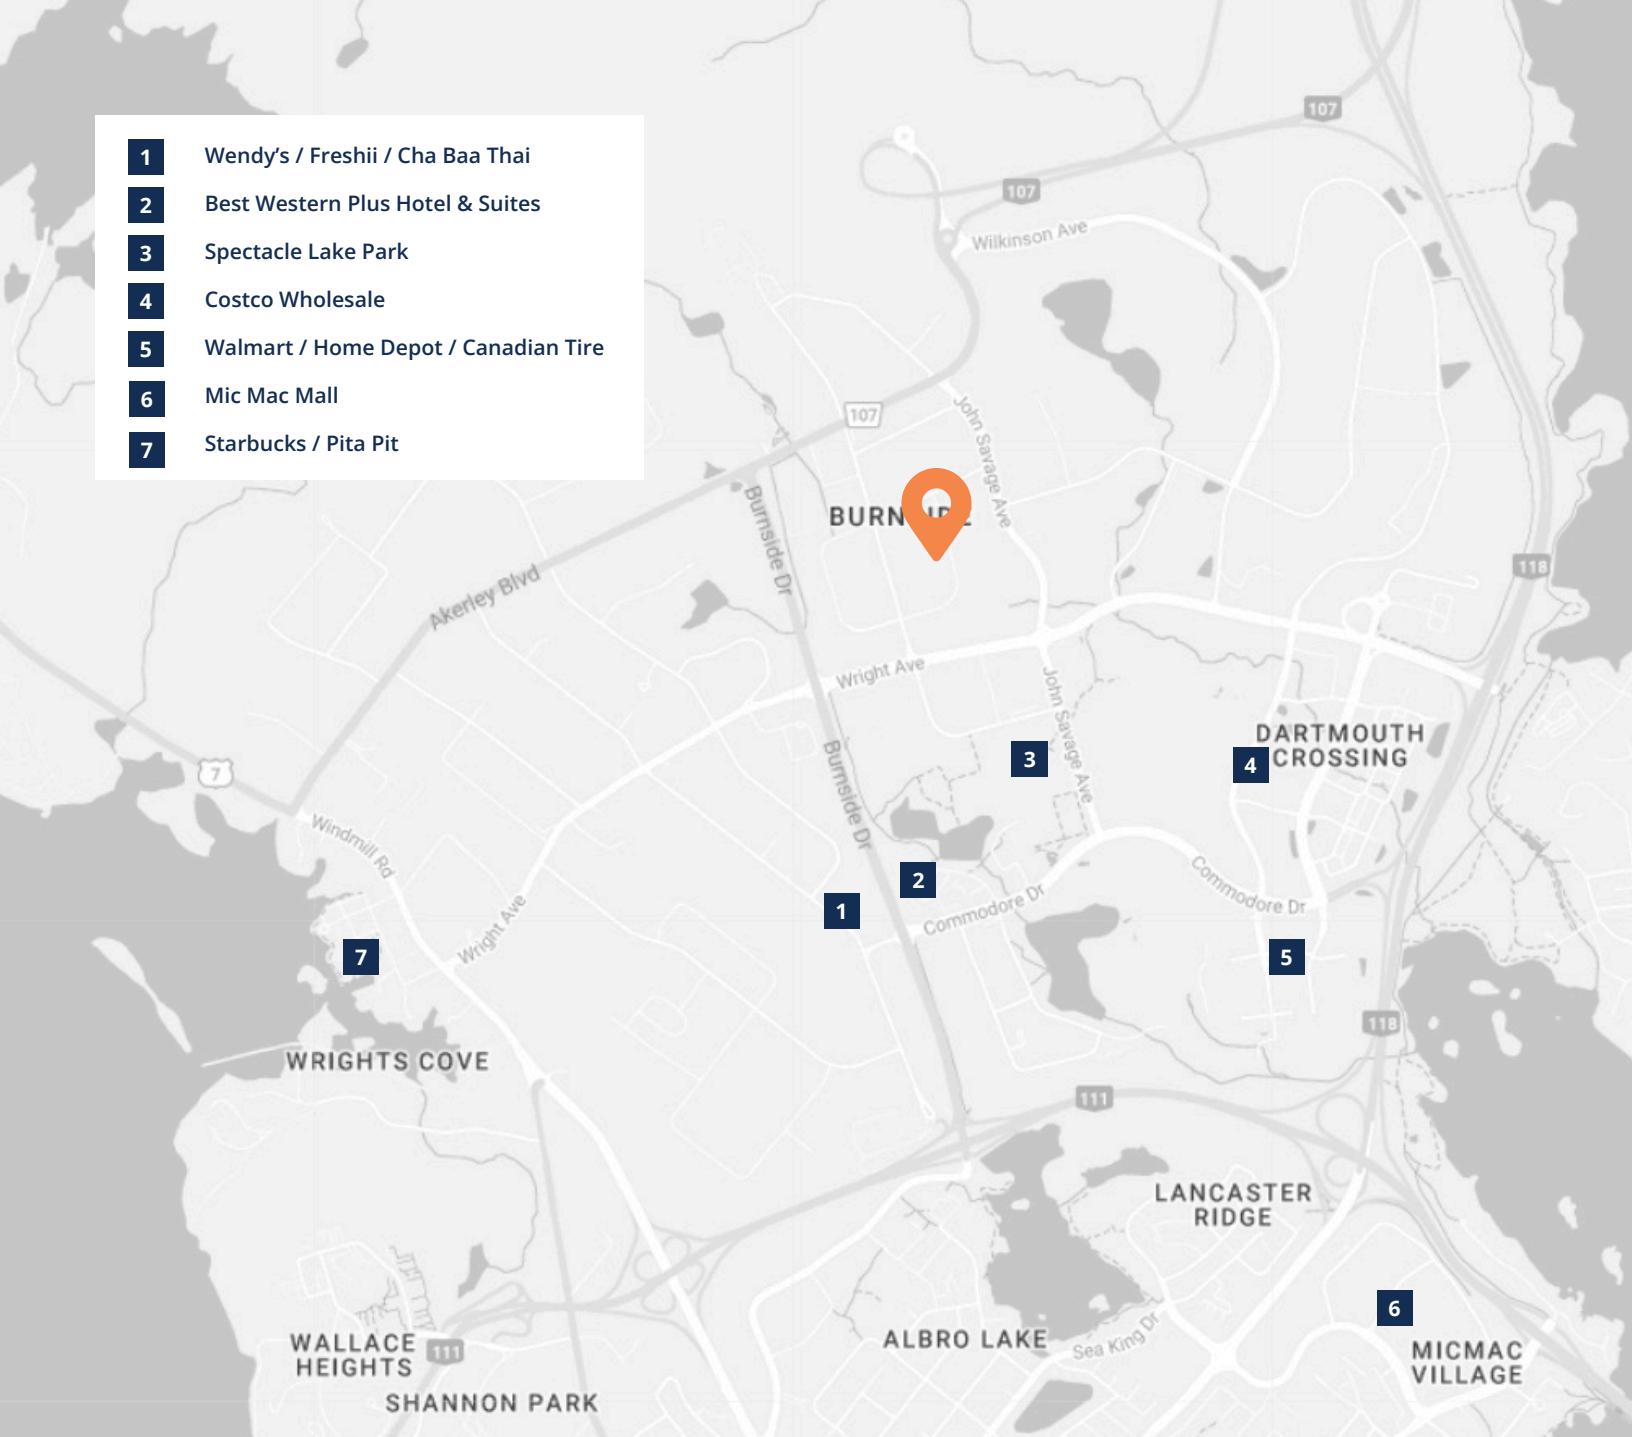 1 Wendy’s / Freshii / Cha Baa Thai
2 Best Western Plus Hotel & Suites
3 Spectacle Lake Park
4 Costco Wholesale
5 Walmart / Home Depot / Canadian Tire
6 Mic Mac Mall
7 Starbucks / Pita Pit
107
107
Wilkinson Ave
107
John Savage Ave
Burnside Dr
118
Akerley Blvd
Wright Ave
John Savage Ave
DARTMOUTH
CROSSING
3
4
7
Burnside Dr
Windmill Rd
2
Commodore Dr
Commodore Dr
1
Wright Ave
7
5
118
WRIGHTS COVE
111
LANCASTER
RIDGE
6
ALBRO LAKE
Sea King Dr
WALLACE
HEIGHTS
111
MICMAC
VILLAGE
SHANNON PARK